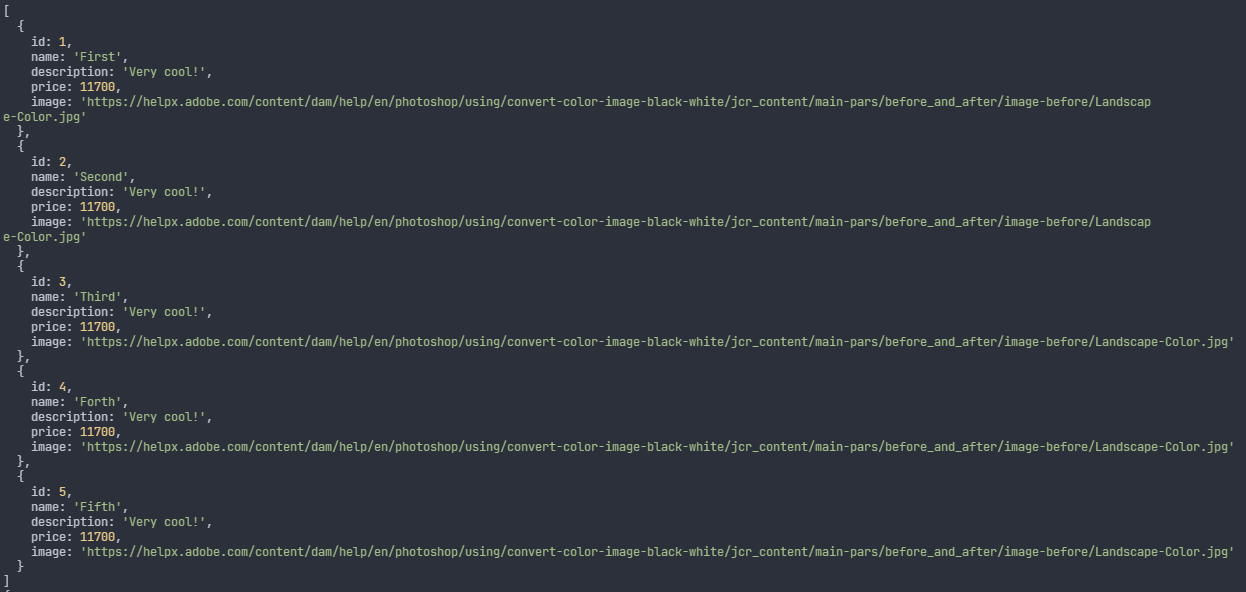 [
  {
    id: 1,
    name: 'First',
    description: 'Very cool!',
    price: 11700,
    image: 'https://helpx.adobe.com/content/dam/help/en/photoshop/using/convert-color-image-black-white/jcr_content/main-pars/before_and_after/image-before/Landscap
e-Color.jpg'
  },
  {
    id: 2,
    name: 'Second',
    description: 'Very cool!',
    price: 11700,
    image: 'https://helpx.adobe.com/content/dam/help/en/photoshop/using/convert-color-image-black-white/jcr_content/main-pars/before_and_after/image-before/Landscap
e-Color.jpg'
  },
  {
    id: 3,
    name: 'Third',
    description: 'Very cool!',
    price: 11700,
    image: 'https://helpx.adobe.com/content/dam/help/en/photoshop/using/convert-color-image-black-white/jcr_content/main-pars/before_and_after/image-before/Landscape-Color.jpg'
  },
  {
    id: 4,
    name: 'Forth',
    description: 'Very cool!',
    price: 11700,
    image: 'https://helpx.adobe.com/content/dam/help/en/photoshop/using/convert-color-image-black-white/jcr_content/main-pars/before_and_after/image-before/Landscape-Color.jpg'
  },
  {
    id: 5,
    name: 'Fifth',
    description: 'Very cool!',
    price: 11700,
    image: 'https://helpx.adobe.com/content/dam/help/en/photoshop/using/convert-color-image-black-white/jcr_content/main-pars/before_and_after/image-before/Landscape-Color.jpg'
  }
]